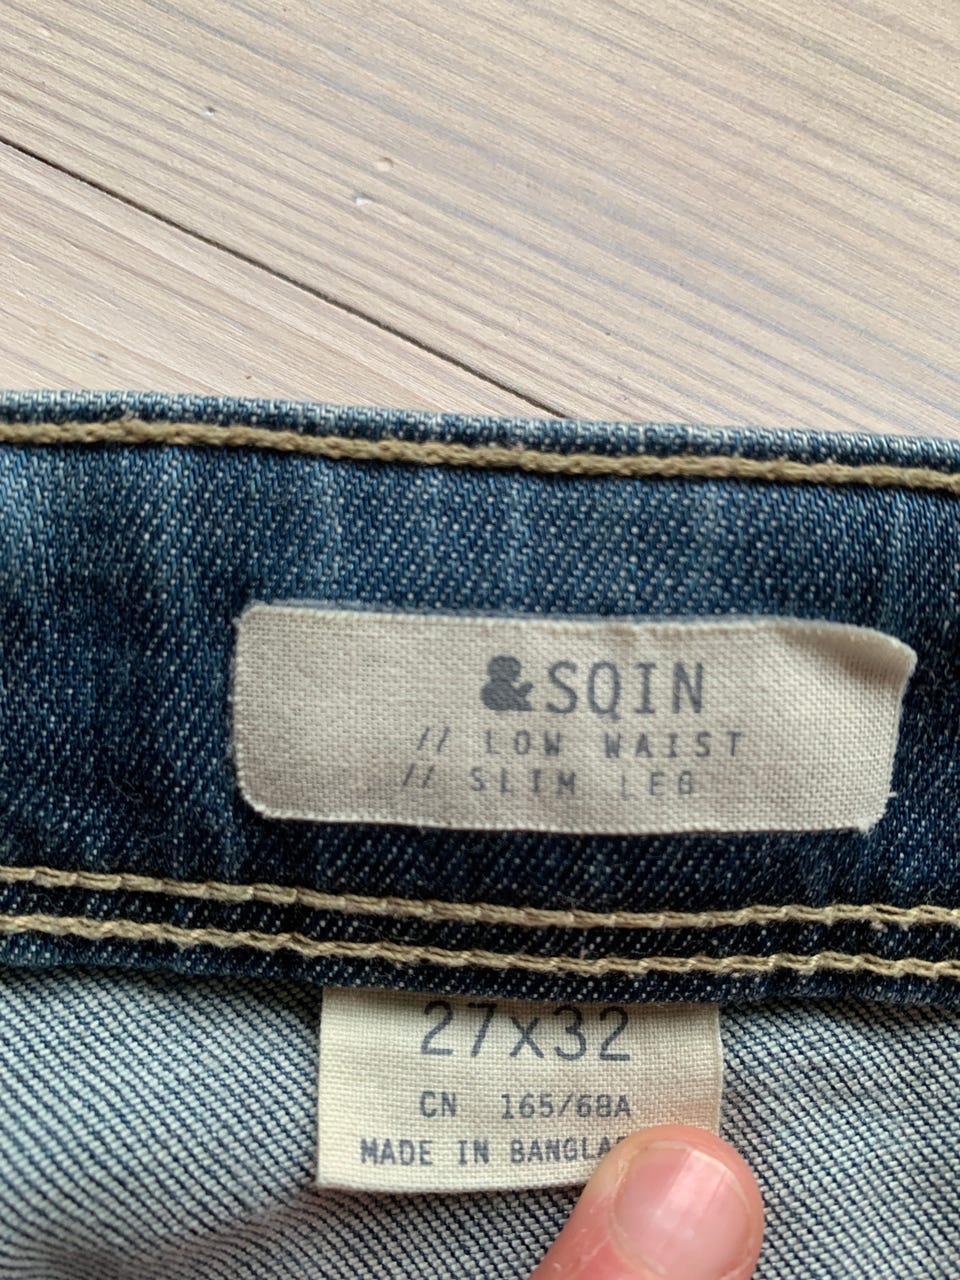 &SQIN
// LOW WAIST
// SLIM LEG
27x32
CN 165/68A
MADE IN